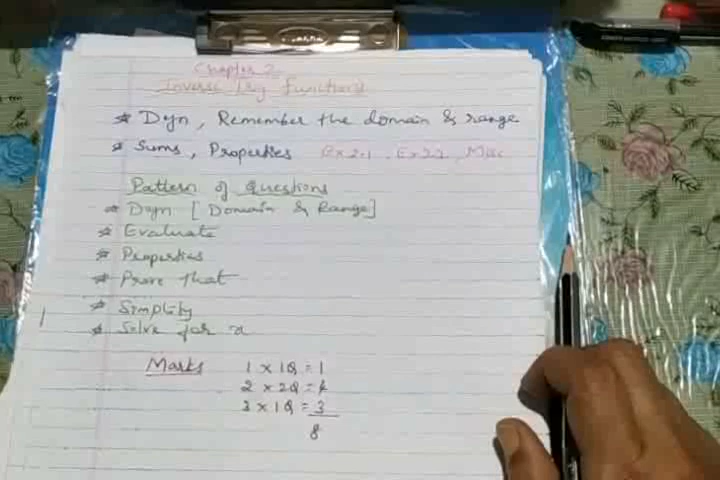 Chapter 2
Inverse Trig Functions
* Dyn, Remember the domain & range
* Sums, Properties Ex 2.1, Ex 2.2, Misc
Pattern of Questions
* Dyn [Domain & Range]
* Evaluate
* Properties
* Prove that
* Simplify
* Solve for x
Marks 1 x 1Q = 1
2 x 2Q = 4
3 x 1Q = 3
8